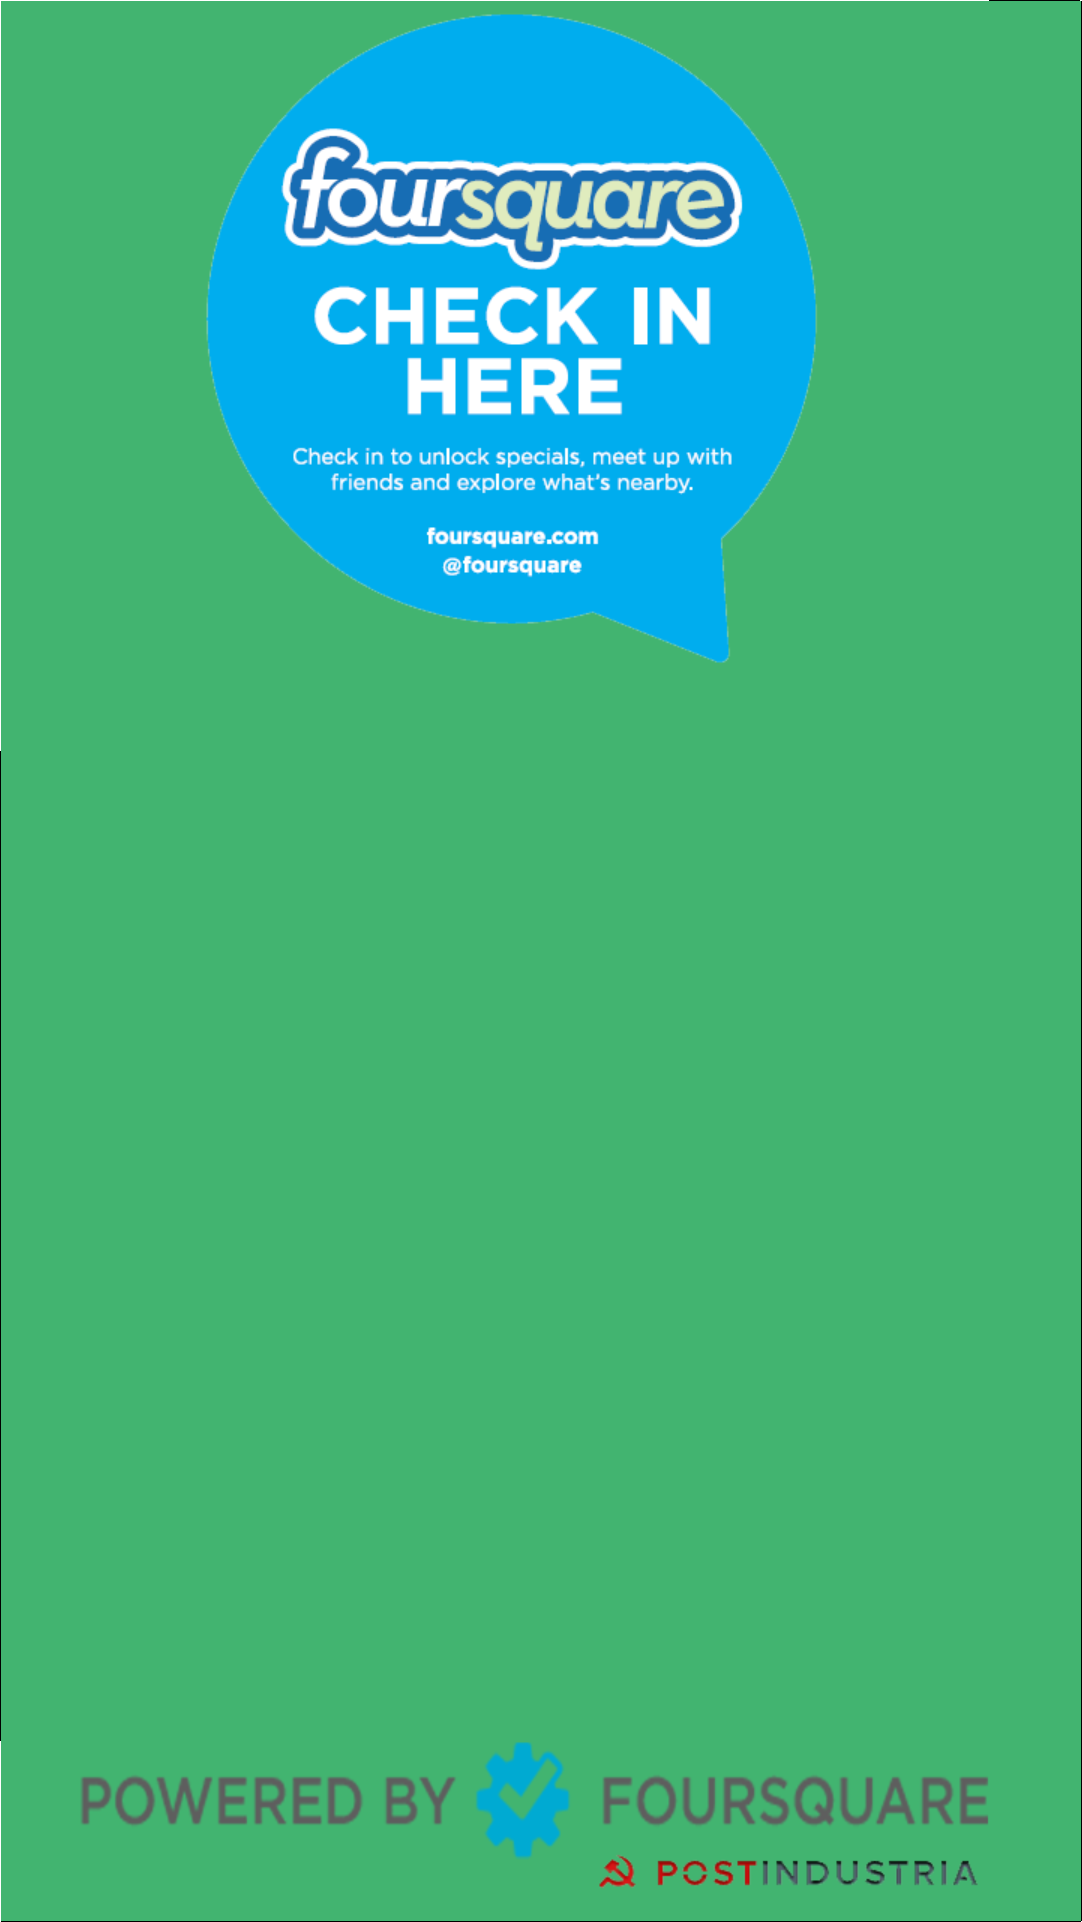 foursquare
CHECK IN
HERE
Check in to unlock specials, meet up with
friends and explore what's nearby.
foursquare.com
@foursquare
POWERED BY FOURSQUARE
POSTINDUSTRIA